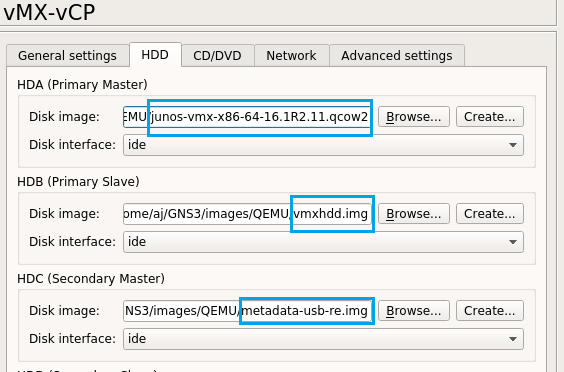 vMX-vCP
General settings HDD CD/DVD Network Advanced settings
HDA (Primary Master)
Disk image: EMU/junos-vmx-x86-64-16.1R2.11.qcow2 Browse... Create...
Disk interface: ide
HDB (Primary Slave)
Disk image: ome/aj/GNS3/images/QEMU/vmxhdd.img Browse... Create...
Disk interface: ide
HDC (Secondary Master)
Disk image: NS3/images/QEMU/metadata-usb-re.img Browse... Create...
Disk interface: ide